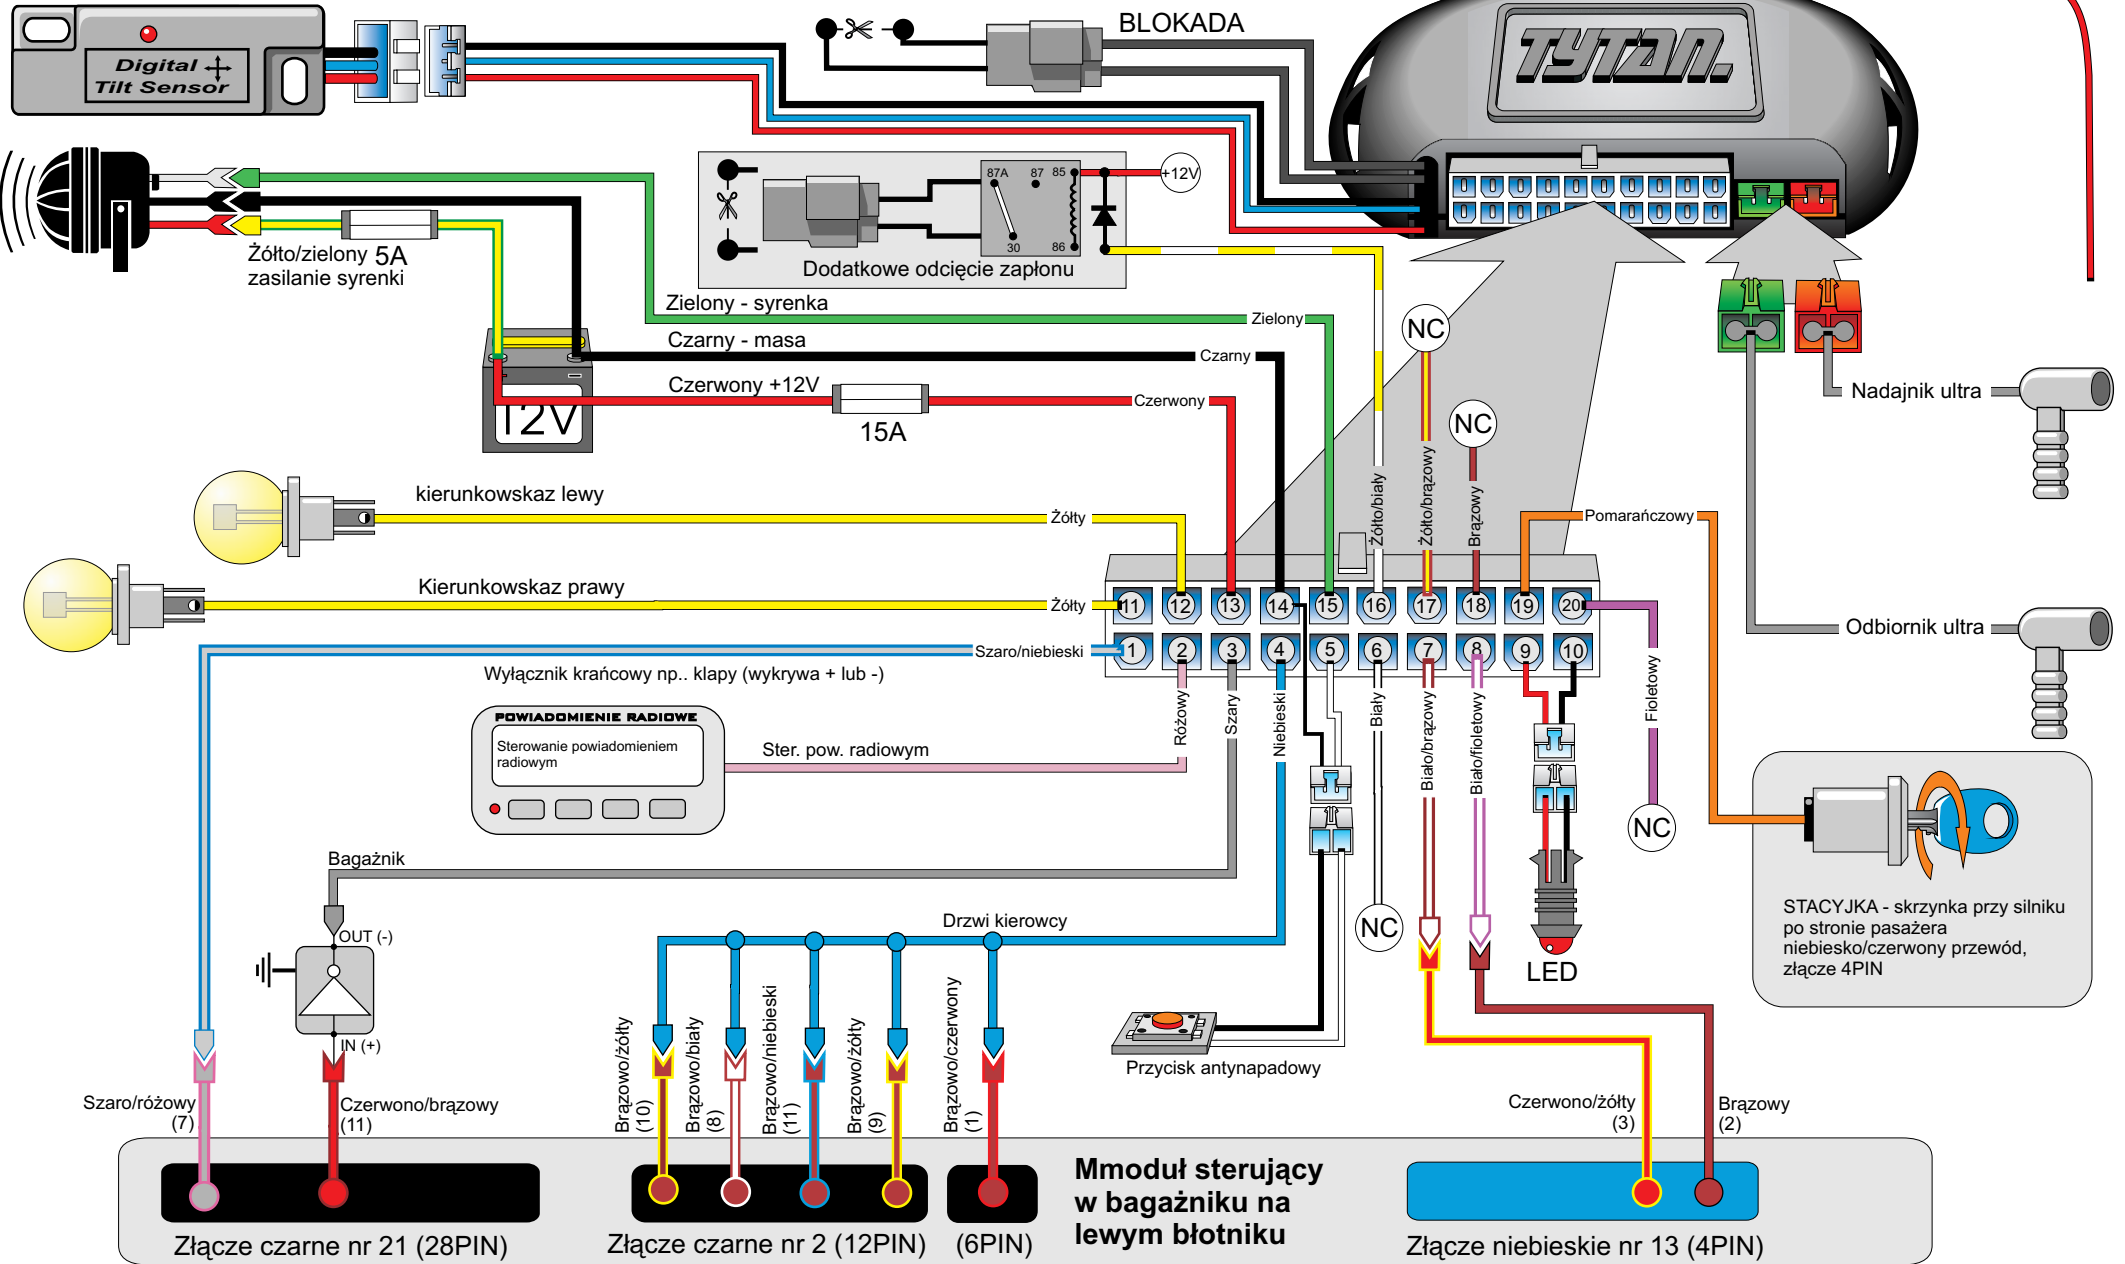 Digital
Tilt Sensor
BLOKADA
TYTAN.
Żółto/zielony 5A
zasilanie syrenki
87A
87
85
30
86
+12V
Dodatkowe odcięcie zapłonu
Zielony - syrenka
Zielony
Czarny - masa
Czarny
Czerwony +12V
Czerwony
15A
12V
NC
NC
Nadajnik ultra
Odbiornik ultra
kierunkowskaz lewy
Żółty
Kierunkowskaz prawy
Żółty
Żółto/biały
Żółto/brązowy
Brązowy
Pomarańczowy
11 12 13 14 15 16 17 18 19 20
1 2 3 4 5 6 7 8 9 10
Szaro/niebieski
Wyłącznik krańcowy np.. klapy (wykrywa + lub -)
Różowy
Szary
Niebieski
Biały
Biało/brązowy
Biało/fioletowy
Fioletowy
POWIADOMIENIE RADIOWE
Sterowanie powiadomieniem
radiowym
Ster. pow. radiowym
NC
NC
LED
STACYJKA - skrzynka przy silniku
po stronie pasażera
niebiesko/czerwony przewód,
złącze 4PIN
Bagażnik
OUT (-)
IN (+)
Drzwi kierowcy
Przycisk antynapadowy
Szaro/różowy
(7)
Czerwono/brązowy
(11)
Brązowo/żółty
(10)
Brązowo/biały
(8)
Brązowo/niebieski
(11)
Brązowo/żółty
(9)
Brązowo/czerwony
(1)
Czerwono/żółty
(3)
Brązowy
(2)
Mmoduł sterujący
w bagażniku na
lewym błotniku
Złącze czarne nr 21 (28PIN)
Złącze czarne nr 2 (12PIN)
(6PIN)
Złącze niebieskie nr 13 (4PIN)